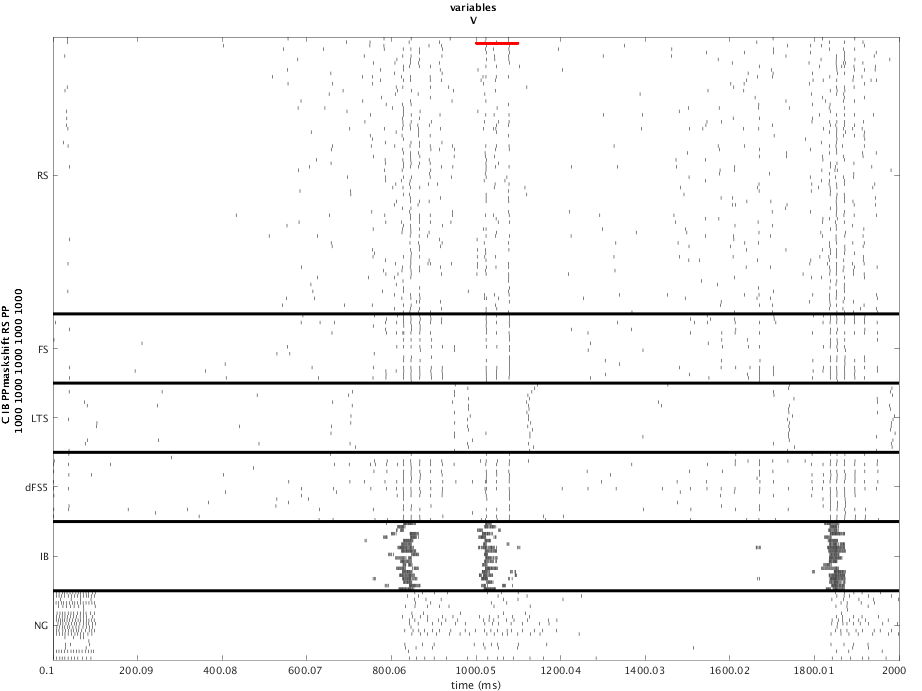 variables
V
C IB PPmaskshift RS PP
1000 1000 1000 1000 1000
RS
FS
LTS
dFS5
IB
NG
0.1 200.09 400.08 600.07 800.06 1000.05 1200.04 1400.03 1600.02 1800.01 2000
time (ms)